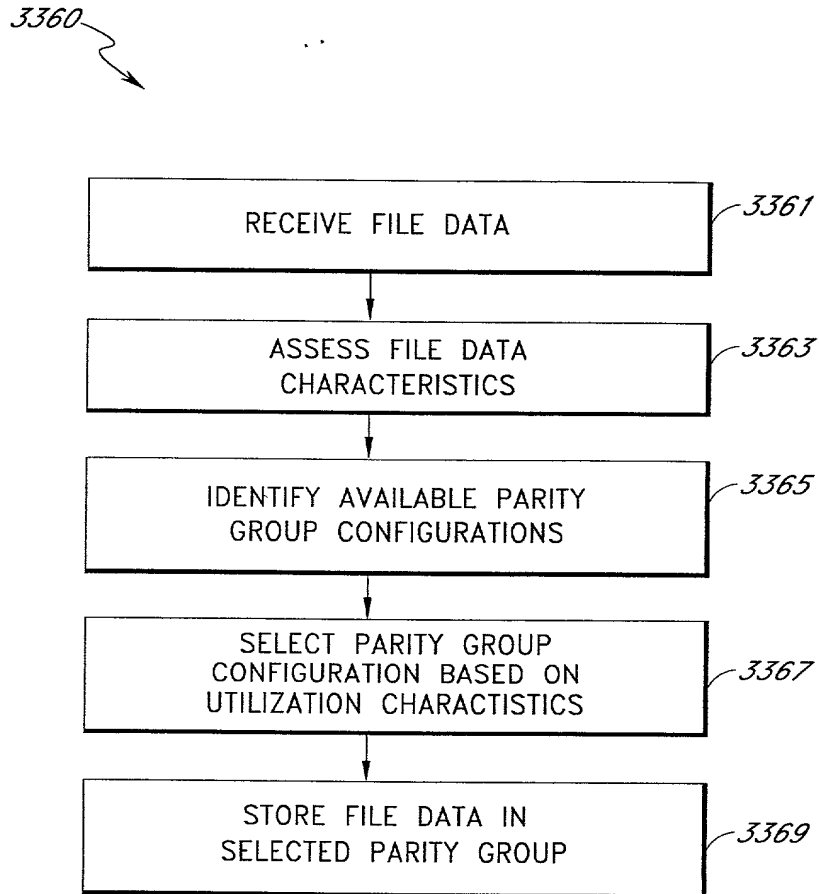 3360
RECEIVE FILE DATA
3361
ASSESS FILE DATA
CHARACTERISTICS
3363
IDENTIFY AVAILABLE PARITY
GROUP CONFIGURATIONS
3365
SELECT PARITY GROUP
CONFIGURATION BASED ON
UTILIZATION CHARACTISTICS
3367
STORE FILE DATA IN
SELECTED PARITY GROUP
3369